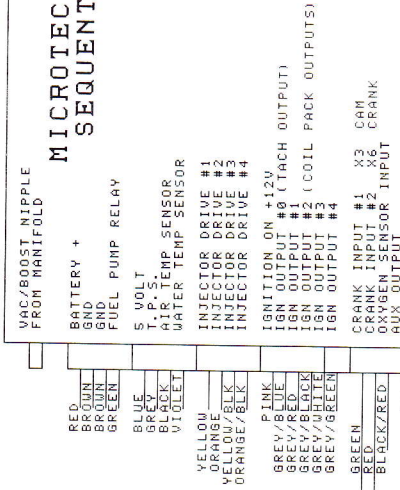 VAC/BOOST NIPPLE
FROM MANIFOLD
MICROTEC
SEQUENT
RED BATTERY +
BROWN GND
BROWN GND
GREEN FUEL PUMP RELAY
BLUE 5 VOLT
GREY T.P.S.
BLACK AIR TEMP SENSOR
VIOLET WATER TEMP SENSOR
YELLOW INJECTOR DRIVE #1
ORANGE INJECTOR DRIVE #2
YELLOW/BLK INJECTOR DRIVE #3
ORANGE/BLK INJECTOR DRIVE #4
PINK IGNITION ON +12V
GREY/BLUE IGN OUTPUT #0 (TACH OUTPUT)
GREY/RED IGN OUTPUT #1
GREY/BLACK IGN OUTPUT #2 (COIL PACK OUTPUTS)
GREY/WHITE IGN OUTPUT #3
GREY/GREEN IGN OUTPUT #4
GREEN CRANK INPUT #1 X3 CAM
RED CRANK INPUT #2 X6 CRANK
BLACK/RED OXYGEN SENSOR INPUT
AUX OUTPUT